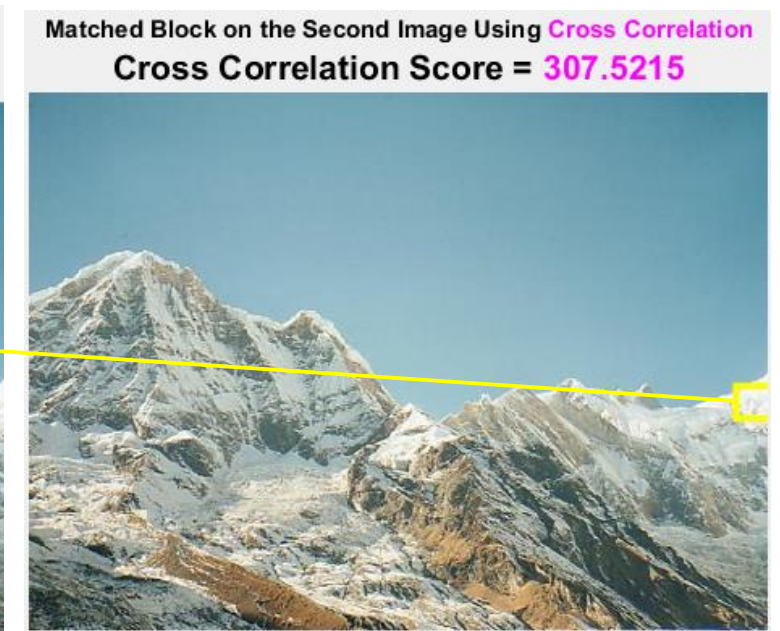 Matched Block on the Second Image Using Cross Correlation
Cross Correlation Score = 307.5215